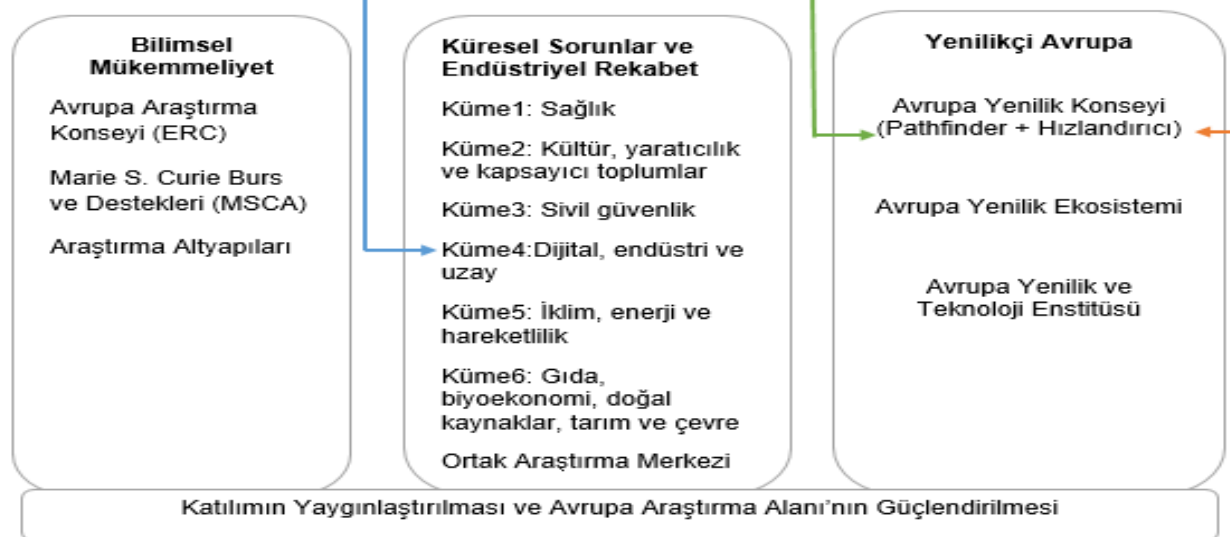 Bilimsel
Mükemmeliyet
Avrupa Araştırma
Konseyi (ERC)
Marie S. Curie Burs
ve Destekleri (MSCA)
Araştırma Altyapıları
Küresel Sorunlar ve
Endüstriyel Rekabet
Küme1: Sağlık
Küme2: Kültür, yaratıcılık
ve kapsayıcı toplumlar
Küme3: Sivil güvenlik
Küme4:Dijital, endüstri ve
uzay
Küme5: İklim, enerji ve
hareketlilik
Küme6: Gıda,
biyoekonomi, doğal
kaynaklar, tarım ve çevre
Ortak Araştırma Merkezi
Yenilikçi Avrupa
Avrupa Yenilik Konseyi
(Pathfinder + Hızlandırıcı)
Avrupa Yenilik Ekosistemi
Avrupa Yenilik ve
Teknoloji Enstitüsü
Katılımın Yaygınlaştırılması ve Avrupa Araştırma Alanı’nın Güçlendirilmesi